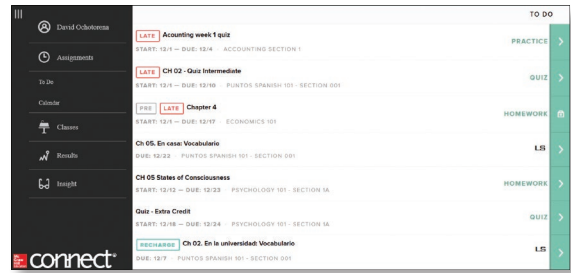 TO DO
David Ochotorena
Assignments
To Do
Calendar
Classes
Results
Insight
connect®
LATE Acounting week 1 quiz
START: 12/1 — DUE: 12/4 · ACCOUNTING SECTION 1
PRACTICE
LATE CH 02 - Quiz Intermediate
START: 12/1 — DUE: 12/10 · PUNTOS SPANISH 101 - SECTION 001
QUIZ
PRE LATE Chapter 4
START: 12/1 — DUE: 12/17 · ECONOMICS 101
HOMEWORK
Ch 05. En casa: Vocabulario
DUE: 12/22 · PUNTOS SPANISH 101 - SECTION 001
LS
CH 05 States of Consciousness
START: 12/12 — DUE: 12/23 · PSYCHOLOGY 101 - SECTION 1A
HOMEWORK
Quiz - Extra Credit
START: 12/18 — DUE: 12/24 · PSYCHOLOGY 101 - SECTION 1A
QUIZ
RECHARGE Ch 02. En la universidad: Vocabulario
DUE: 12/7 · PUNTOS SPANISH 101 - SECTION 001
LS